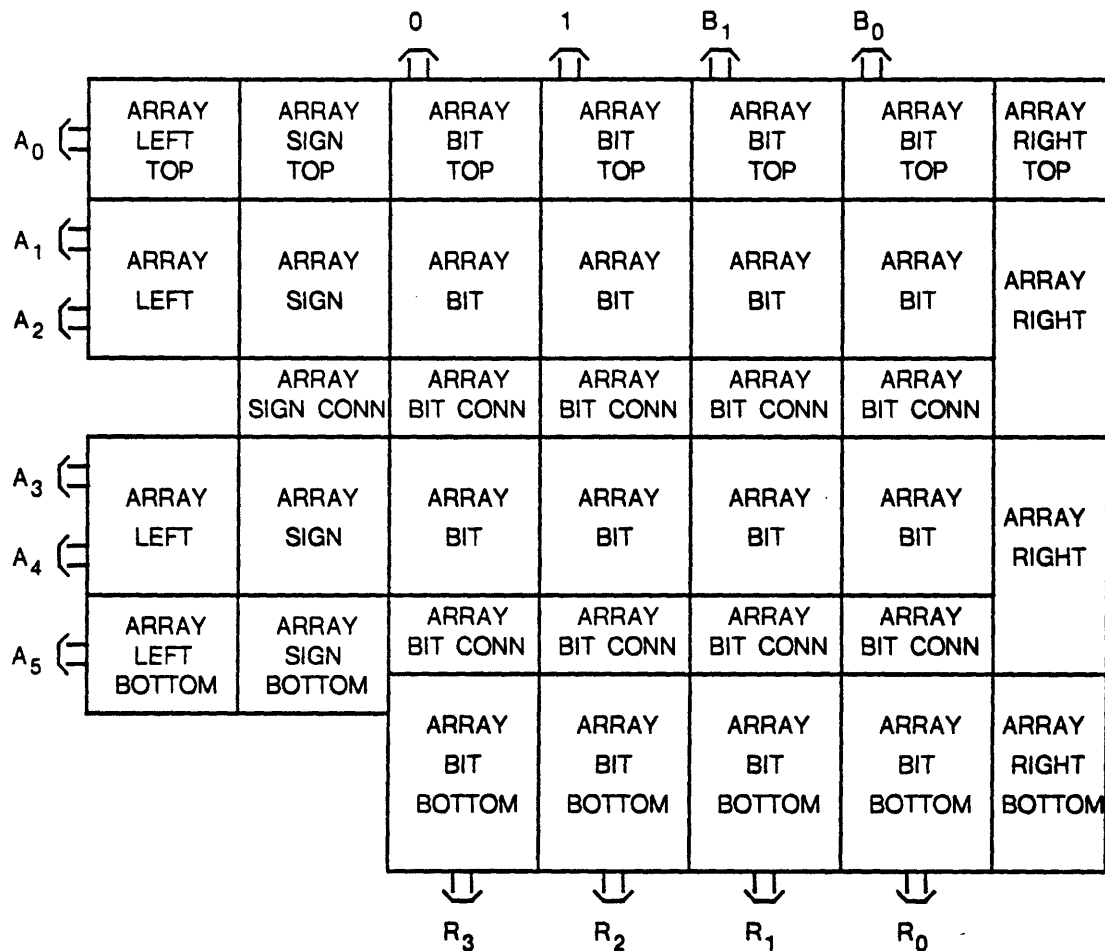 0 1 B1 B0
ARRAY ARRAY ARRAY ARRAY ARRAY ARRAY ARRAY
A0 LEFT SIGN BIT BIT BIT BIT RIGHT
TOP TOP TOP TOP TOP TOP TOP
A1
ARRAY ARRAY ARRAY ARRAY ARRAY ARRAY ARRAY
A2 LEFT SIGN BIT BIT BIT BIT RIGHT
ARRAY ARRAY ARRAY ARRAY ARRAY
SIGN CONN BIT CONN BIT CONN BIT CONN BIT CONN
A3
ARRAY ARRAY ARRAY ARRAY ARRAY ARRAY ARRAY
A4 LEFT SIGN BIT BIT BIT BIT RIGHT
ARRAY ARRAY ARRAY ARRAY ARRAY ARRAY
A5 LEFT SIGN BIT CONN BIT CONN BIT CONN BIT CONN
BOTTOM BOTTOM
ARRAY ARRAY ARRAY ARRAY ARRAY
BIT BIT BIT BIT RIGHT
BOTTOM BOTTOM BOTTOM BOTTOM BOTTOM
R3 R2 R1 R0